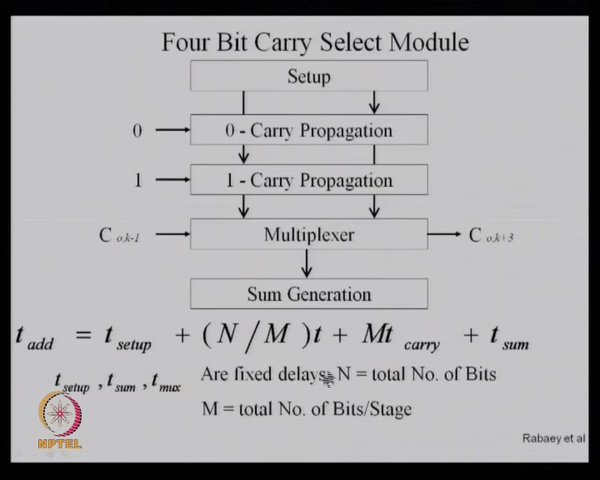 Four Bit Carry Select Module
Setup
0 0 - Carry Propagation
1 1 - Carry Propagation
C o,k-1 Multiplexer C o,k+3
Sum Generation
t add = t setup + (N/M)t + Mt carry + t sum
t setup , t sum , t mux Are fixed delays, N = total No. of Bits
M = total No. of Bits/Stage
NPTEL
Rabaey et al